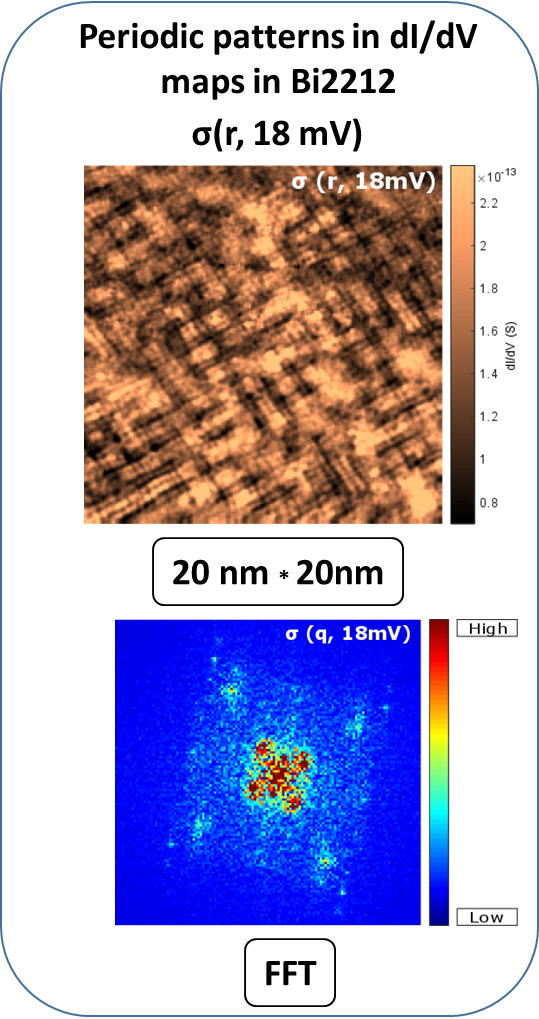 Periodic patterns in dI/dV
maps in Bi2212
σ(r, 18 mV)
σ (r, 18mV)
×10-13
2.2
2
1.8
1.6
1.4
1.2
1
0.8
dI/dV (S)
20 nm * 20nm
σ (q, 18mV)
High
Low
FFT